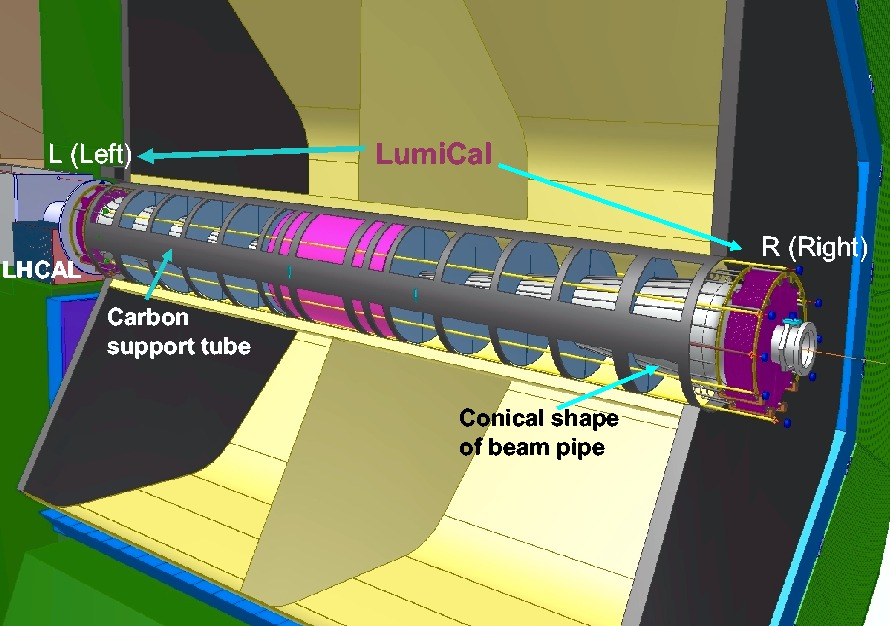 L (Left)
LumiCal
R (Right)
LHCAL
Carbon
support tube
Conical shape
of beam pipe